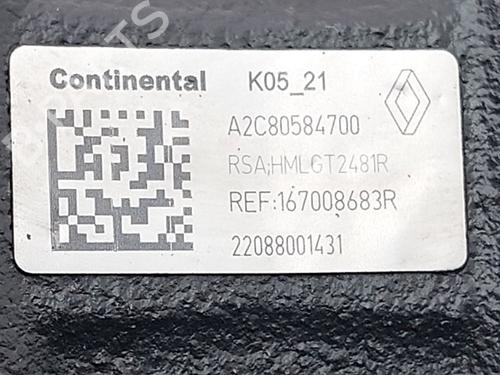 Continental K05_21
A2C80584700
RSA;HMLGT2481R
REF:167008683R
22088001431